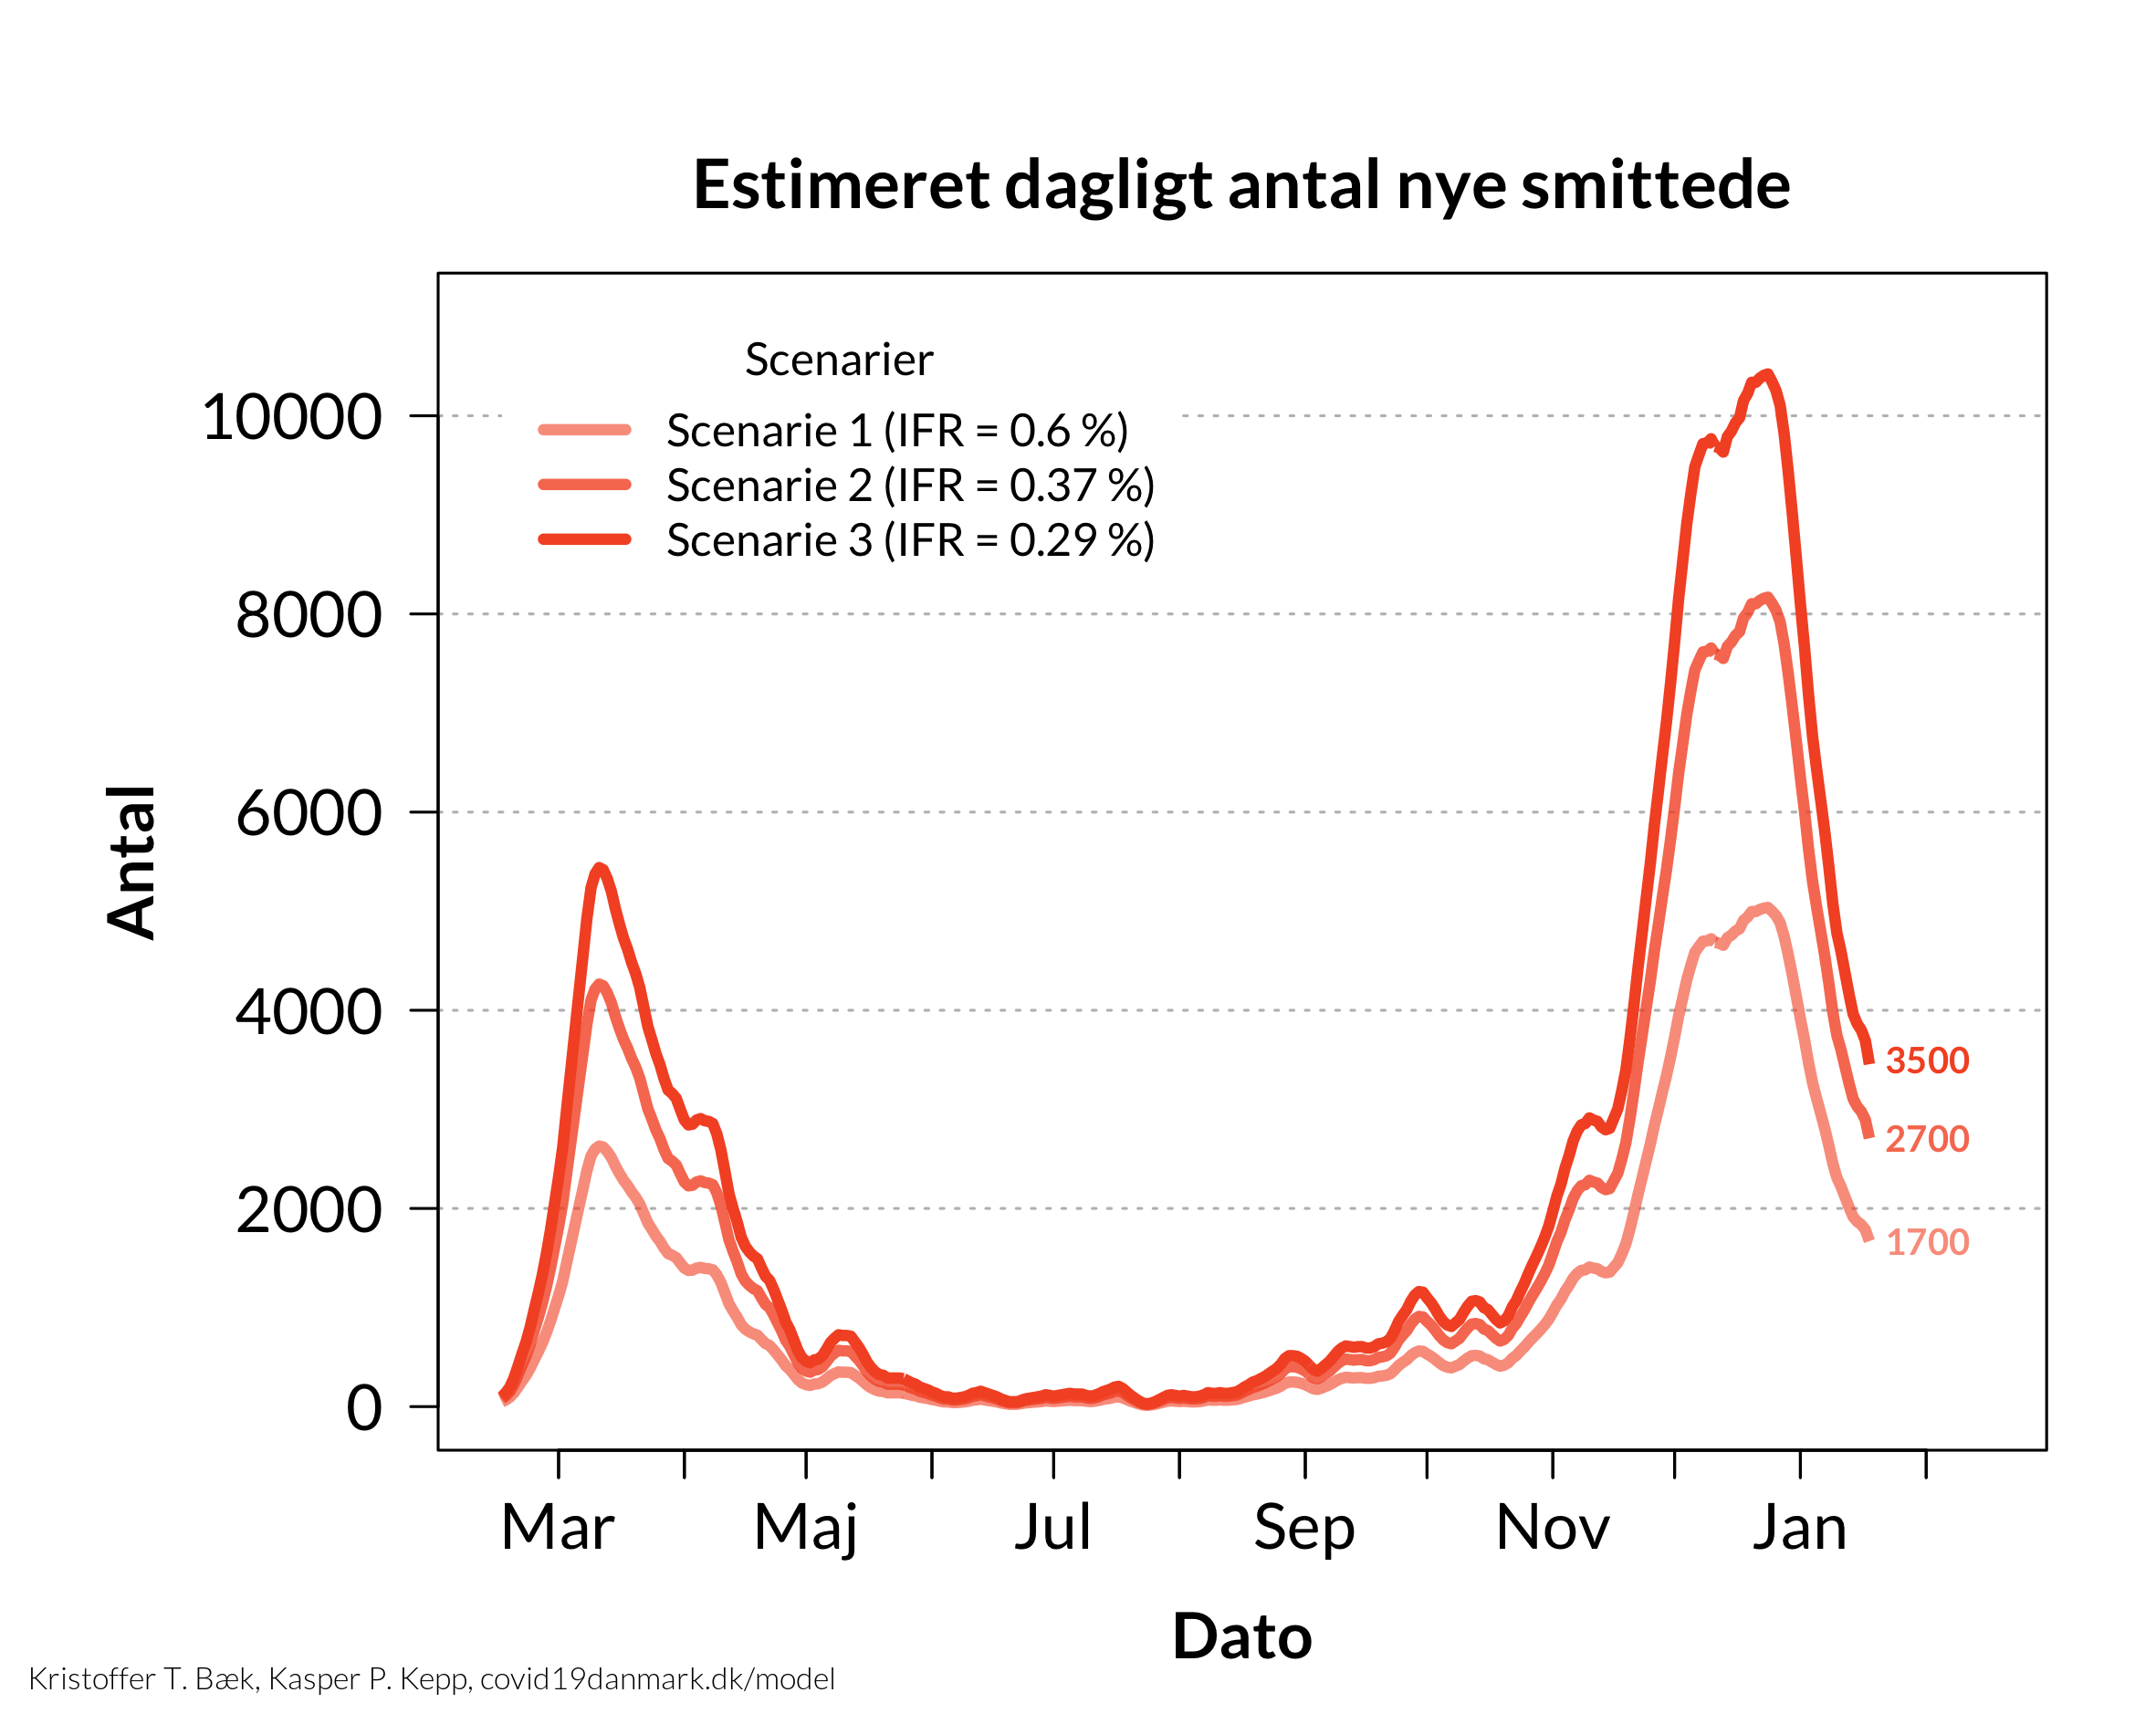 Estimeret dagligt antal nye smittede
Scenarier
Scenarie 1 (IFR = 0.6 %)
Scenarie 2 (IFR = 0.37 %)
Scenarie 3 (IFR = 0.29 %)
Antal
10000
8000
6000
4000
2000
0
3500
2700
1700
Mar Maj Jul Sep Nov Jan
Dato
Kristoffer T. Bæk, Kasper P. Kepp, covid19danmark.dk/model